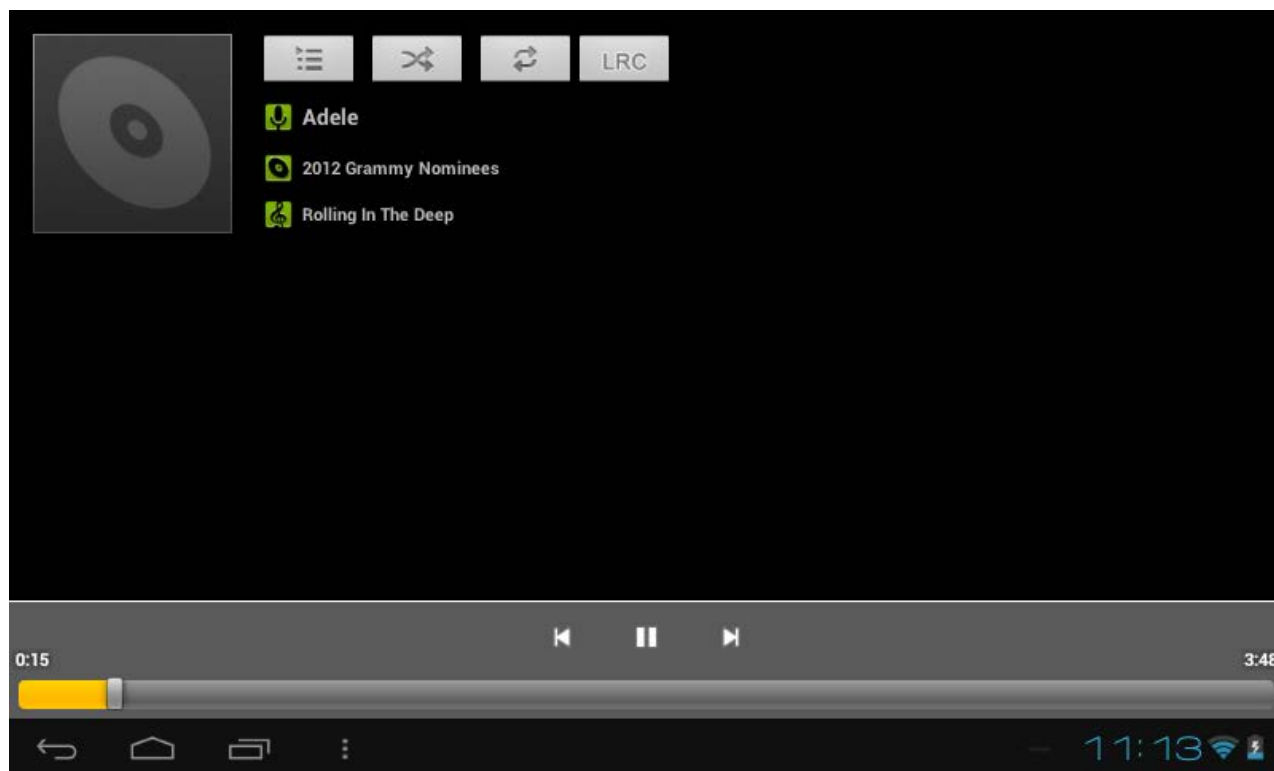 LRC
Adele
2012 Grammy Nominees
Rolling In The Deep
0:15 3:48
11:13